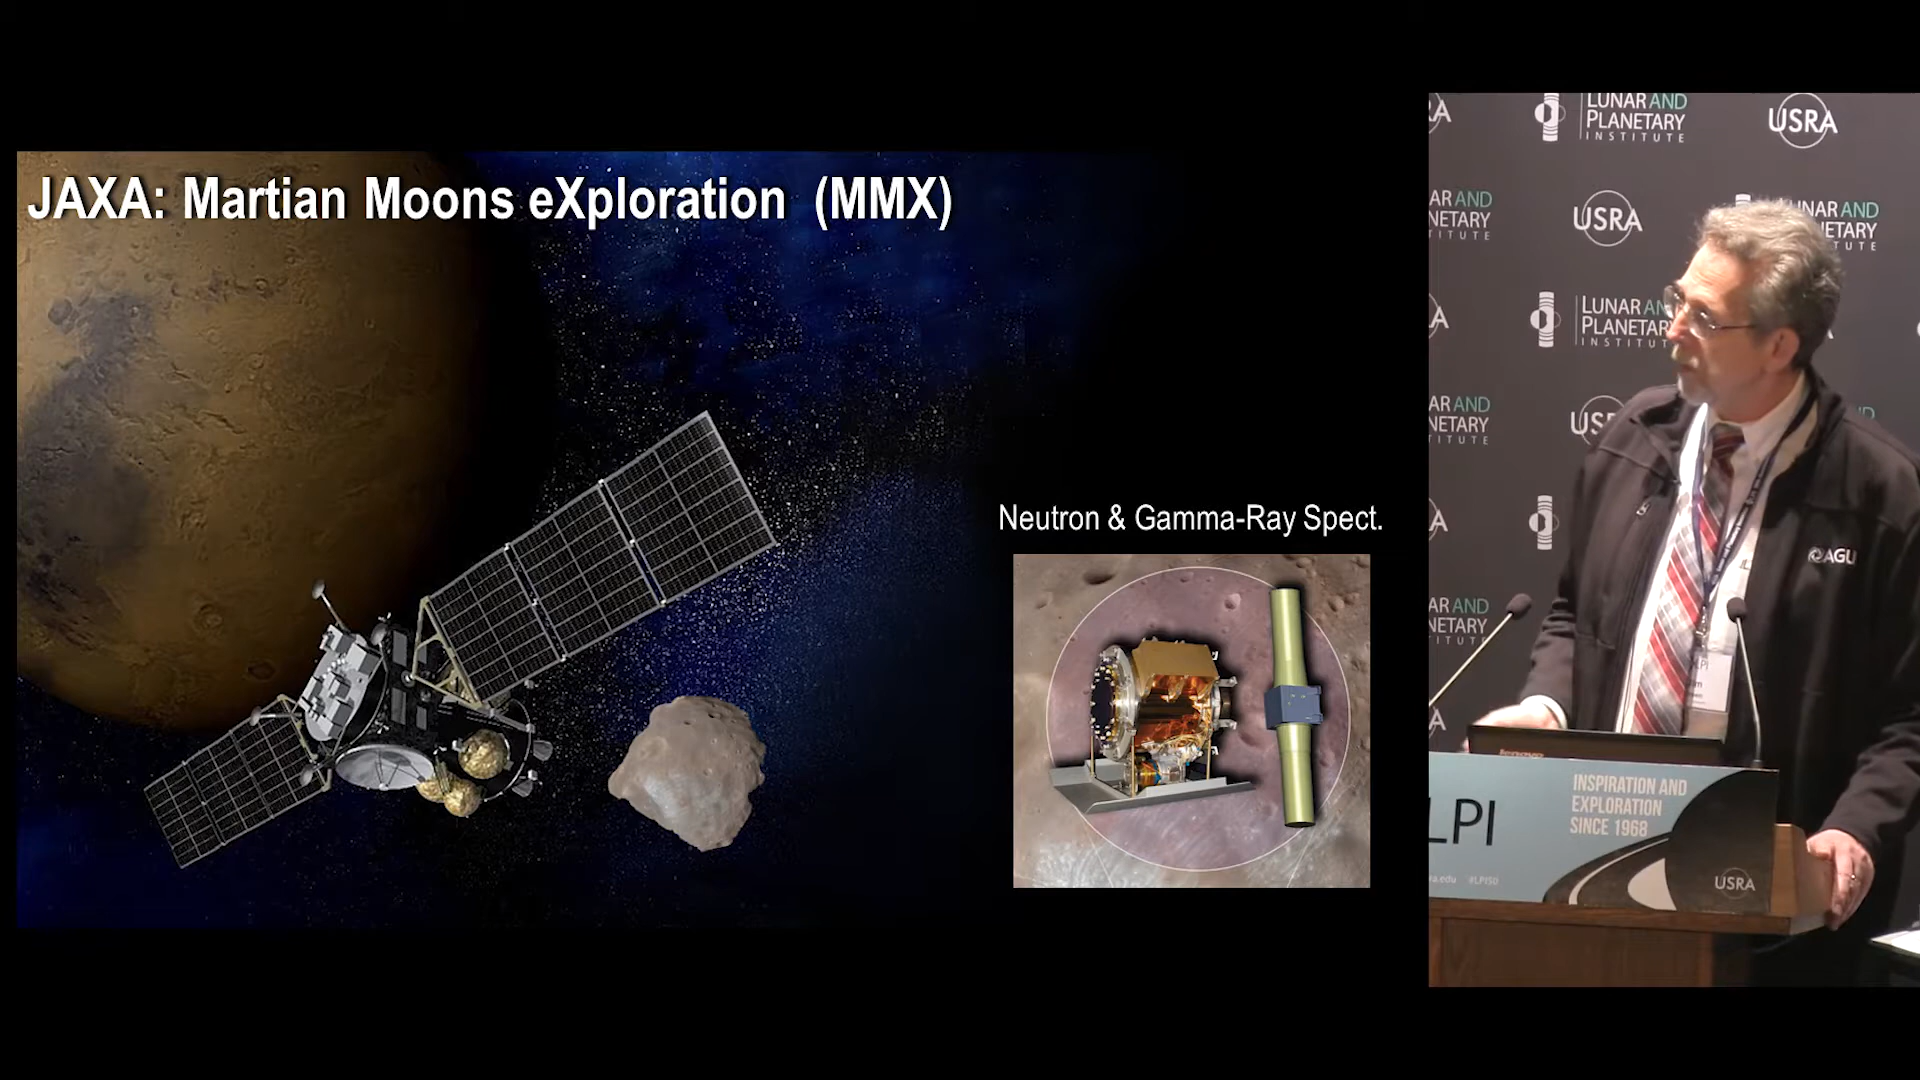 JAXA: Martian Moons eXploration (MMX)
Neutron & Gamma-Ray Spect.
LUNAR AND
PLANETARY
INSTITUTE
USRA
USRA
LUNAR AND
PLANETARY
INSTITUTE
AGU
LPI
INSPIRATION AND
EXPLORATION
SINCE 1968
#LPI50
USRA